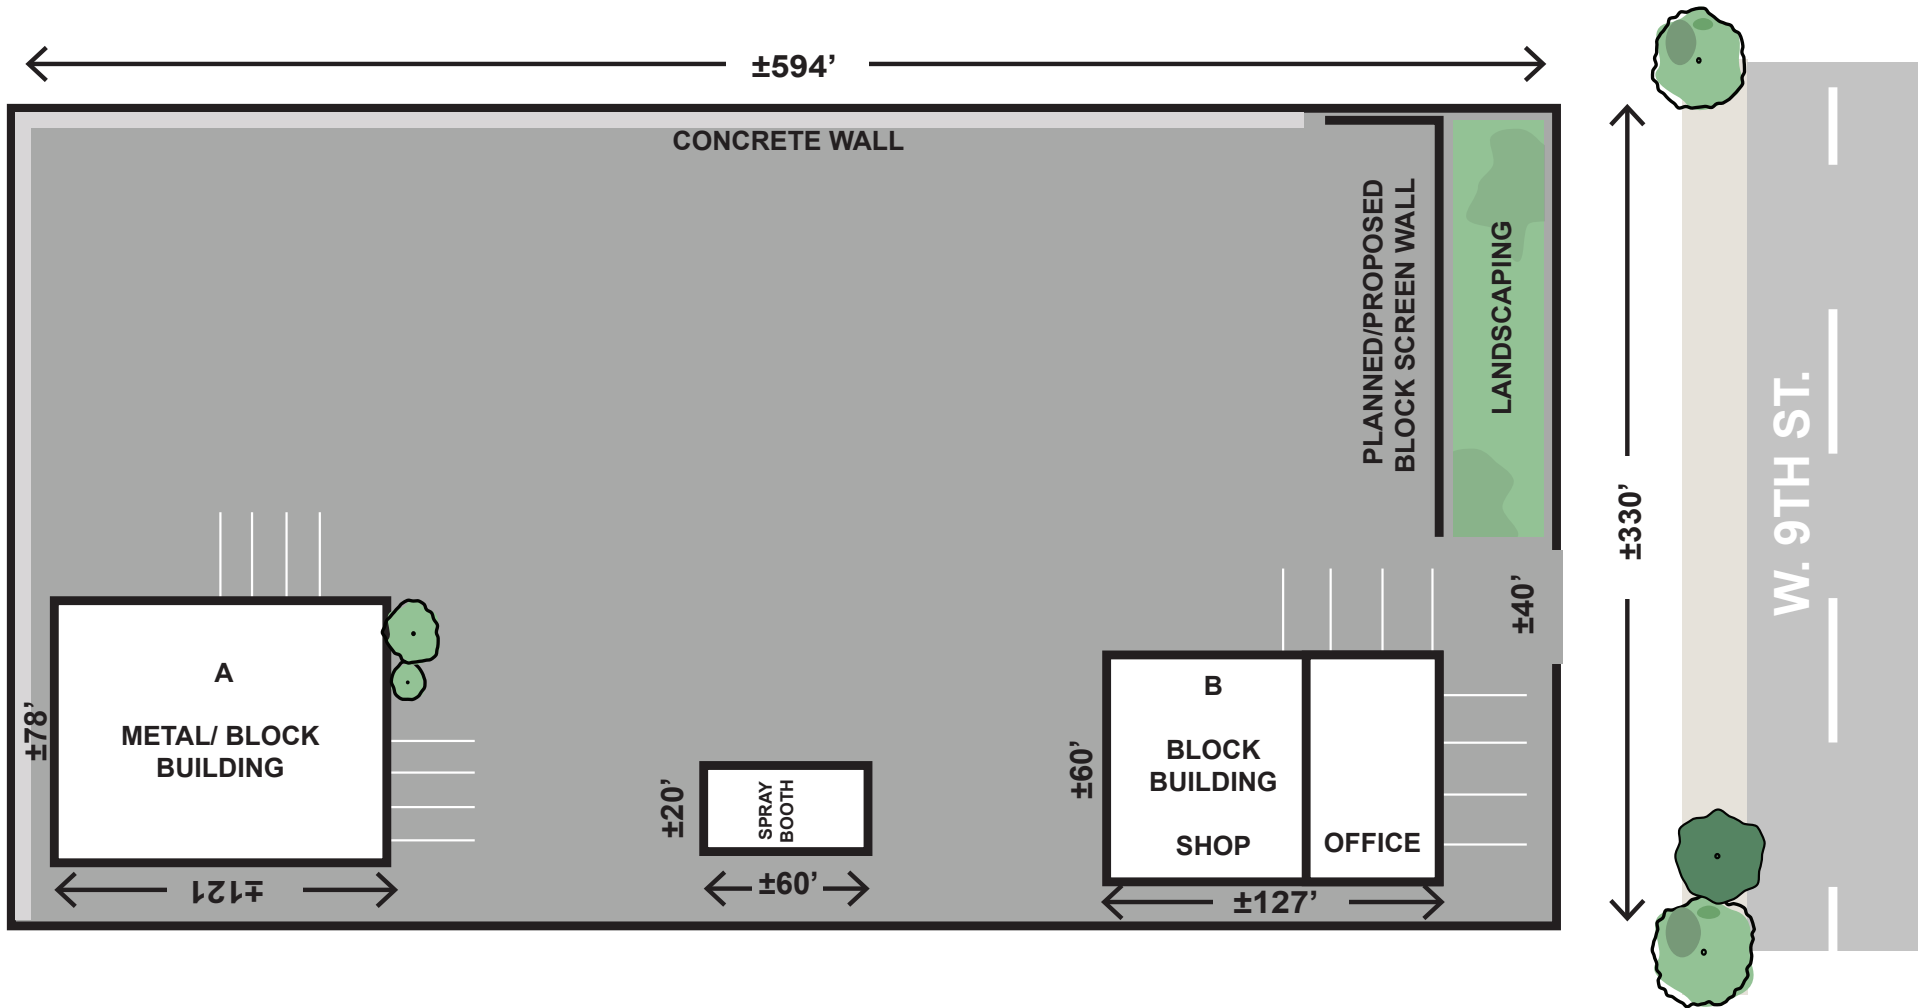 ±594’
CONCRETE WALL
PLANNED/PROPOSED
BLOCK SCREEN WALL
LANDSCAPING
W. 9TH ST.
±330’
±40’
A
METAL/ BLOCK
BUILDING
±78’
±121
SPRAY
BOOTH
±20’
±60’
B
BLOCK
BUILDING
SHOP
OFFICE
±60’
±127’